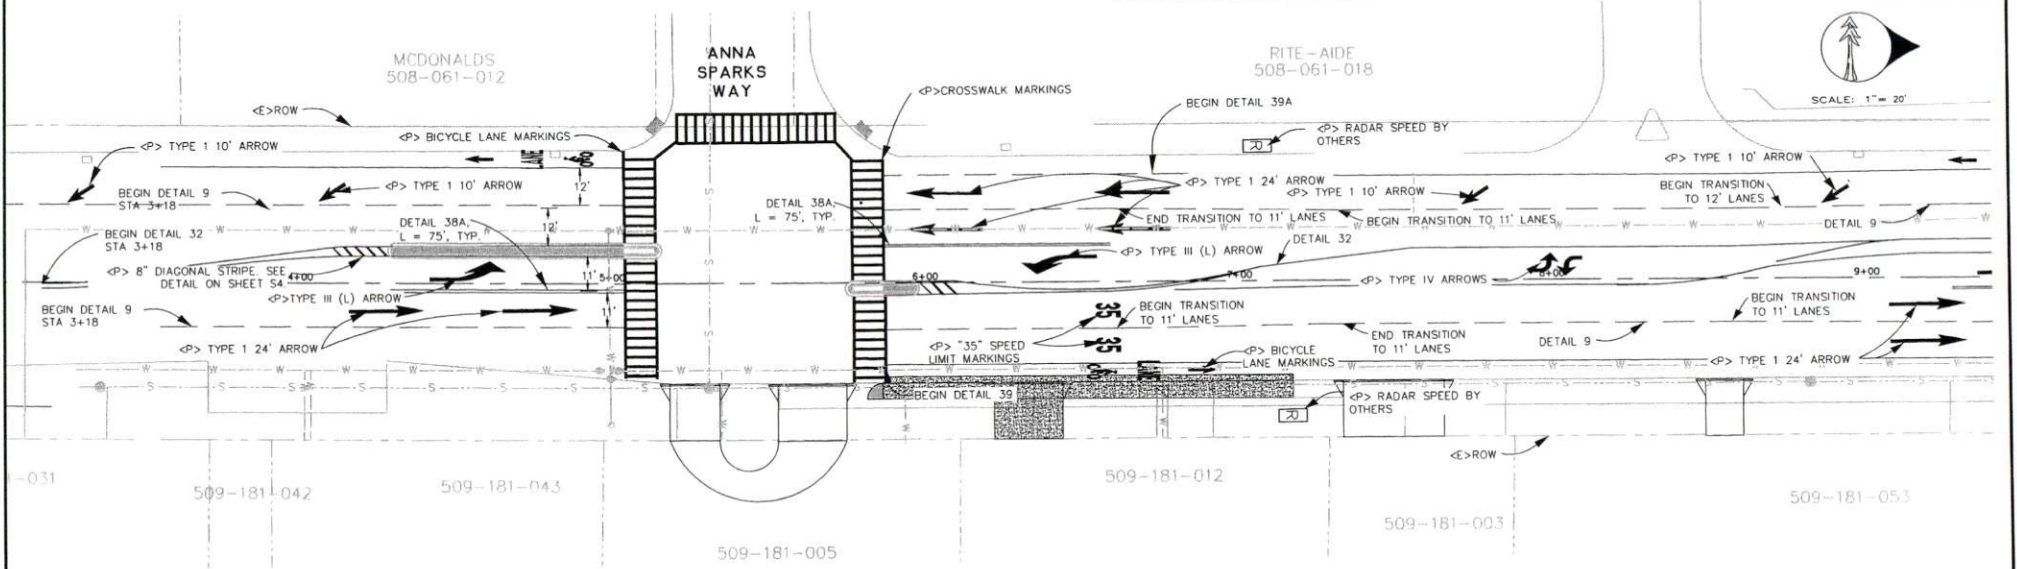 MCDONALDS
508-061-012
ANNA
SPARKS
WAY
RITE-AIDE
508-061-018
SCALE: 1"= 20'
<E>ROW
<P>CROSSWALK MARKINGS
BEGIN DETAIL 39A
<P> RADAR SPEED BY
OTHERS
<P> BICYCLE LANE MARKINGS
<P> TYPE 1 10' ARROW
LANE
<P> TYPE 1 10' ARROW
12'
<P> TYPE 1 24' ARROW
<P> TYPE 1 10' ARROW
R
<P> TYPE 1 10' ARROW
BEGIN TRANSITION
TO 12' LANES
BEGIN DETAIL 9
STA 3+18
DETAIL 38A,
L = 75', TYP.
12'
DETAIL 38A,
L = 75', TYP.
END TRANSITION TO 11' LANES
BEGIN TRANSITION TO 11' LANES
DETAIL 9
BEGIN DETAIL 32
STA 3+18
<P> TYPE III (L) ARROW
DETAIL 32
<P> 8" DIAGONAL STRIPE. SEE
DETAIL ON SHEET S4.
4+00
11'
5+00
6+00
7+00
<P> TYPE IV ARROWS
8+00
9+00
<P>TYPE III (L) ARROW
BEGIN DETAIL 9
STA 3+18
11'
35
BEGIN TRANSITION
TO 11' LANES
BEGIN TRANSITION
TO 11' LANES
END TRANSITION
TO 11' LANES
DETAIL 9
<P> TYPE 1 24' ARROW
<P> "35" SPEED
LIMIT MARKINGS
35
<P> BICYCLE
LANE MARKINGS
<P> TYPE 1 24' ARROW
LANE
BEGIN DETAIL 39
R
<P> RADAR SPEED BY
OTHERS
<E>ROW
-031
509-181-042
509-181-043
509-181-005
509-181-012
509-181-003
509-181-053